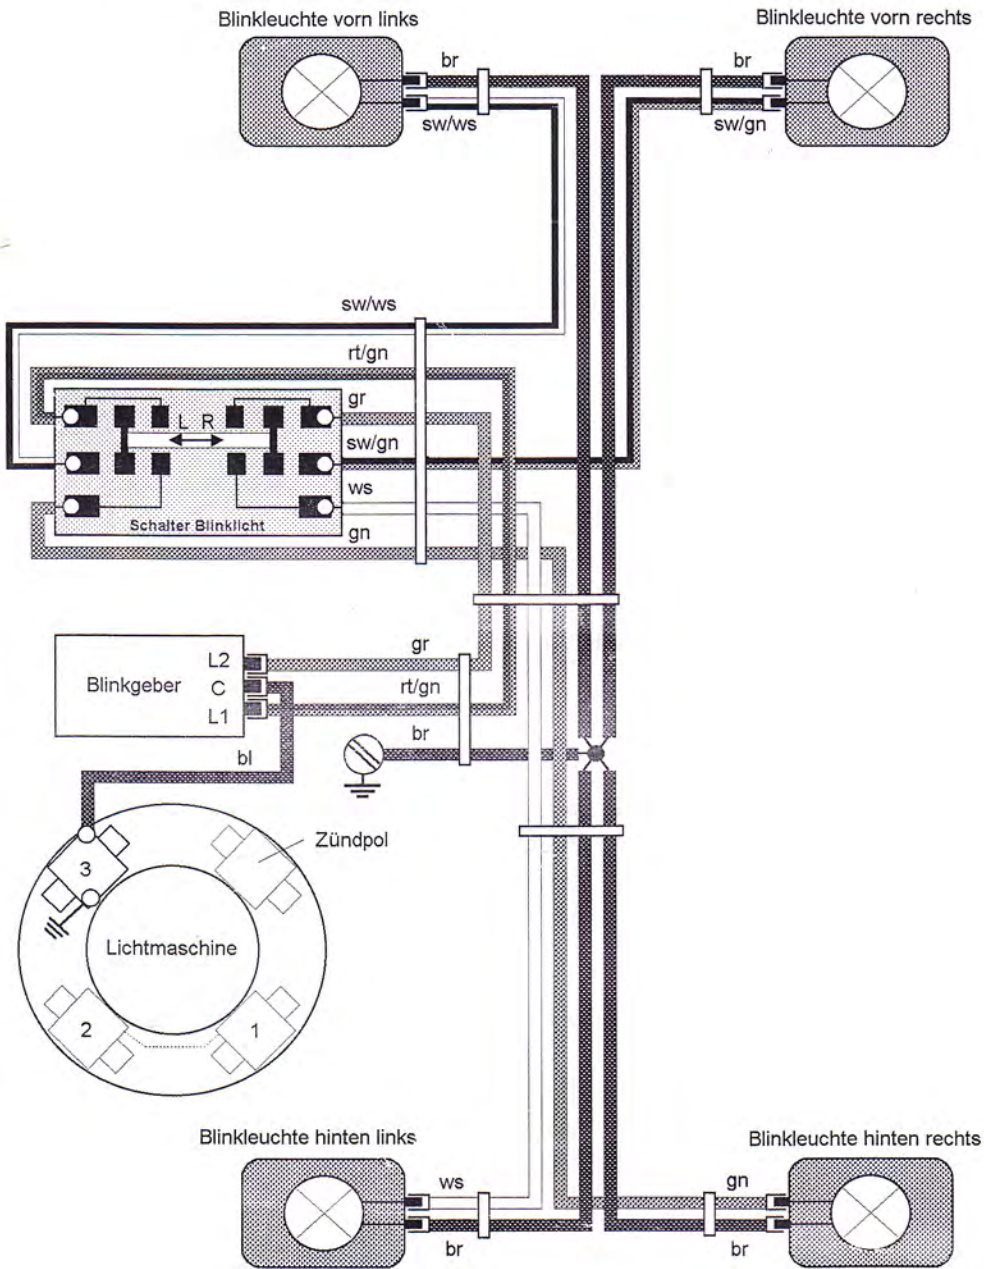 Blinkleuchte vorn links
Blinkleuchte vorn rechts
br
br
sw/ws
sw/gn
sw/ws
rt/gn
gr
L R
sw/gn
ws
Schalter Blinklicht
gn
L2
gr
Blinkgeber
C
rt/gn
L1
br
bl
Zündpol
3
Lichtmaschine
2
1
Blinkleuchte hinten links
Blinkleuchte hinten rechts
ws
gn
br
br